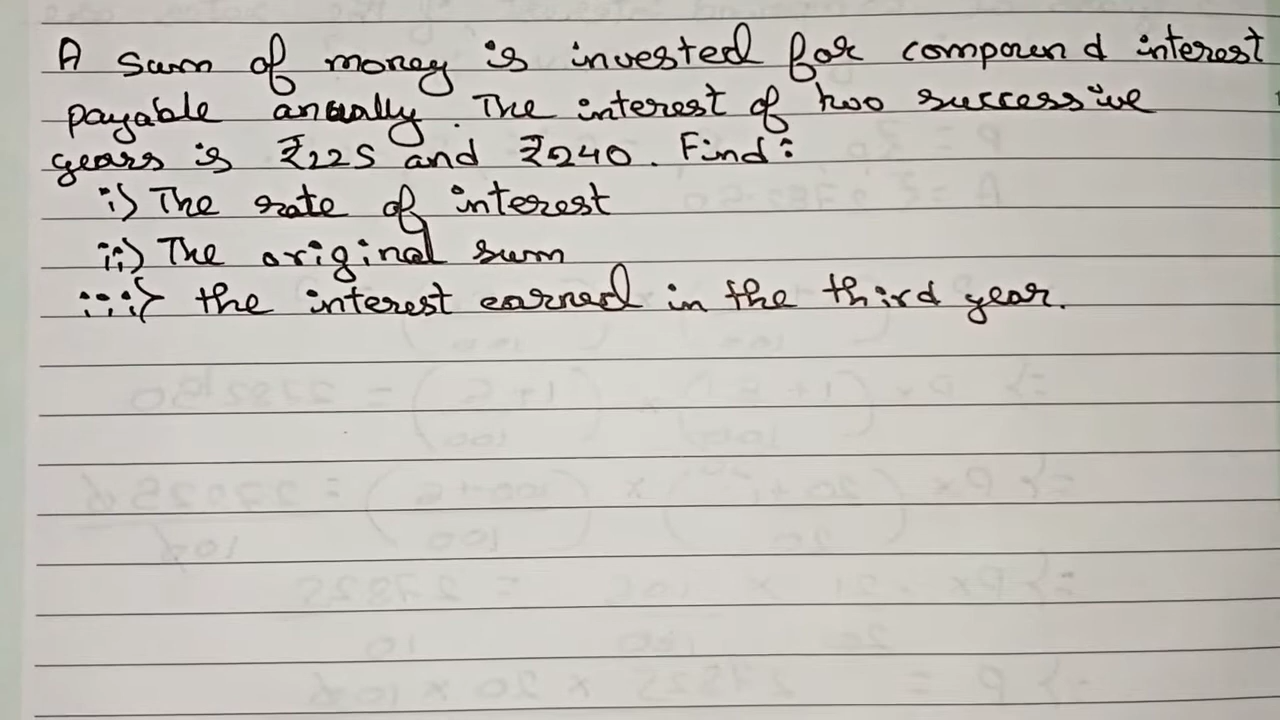 A sum of money is invested for compound interest
payable anually. The interest of two successive
years is ₹225 and ₹240. Find:
i) The rate of interest
ii) The original sum
iii) the interest earned in the third year.